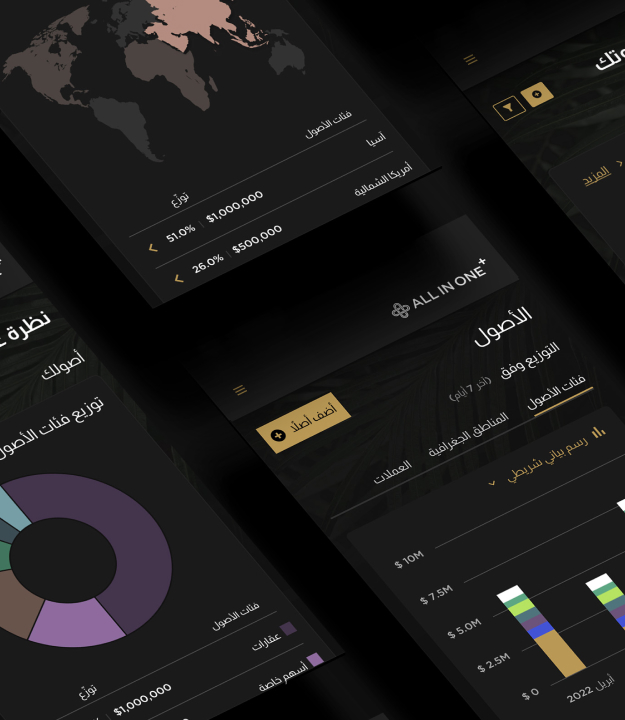 فئات الأصول
توزّع
آسيا
51.0% | $1,000,000
أمريكا الشمالية
26.0% | $500,000
المزيد
ALL IN ONE+
الأصول
التوزيع وفق (آخر 7 أيام)
أضف أصلًا
فئات الأصول
المناطق الجغرافية
العملات
رسم بياني شريطي
$ 10M
$ 7.5M
$ 5.0M
$ 2.5M
$ 0
أبريل 2022
نظرة
أصولك
توزيع فئات الأصول
فئات الأصول
توزّع
عقارات
$1,000,000
أسهم خاصة